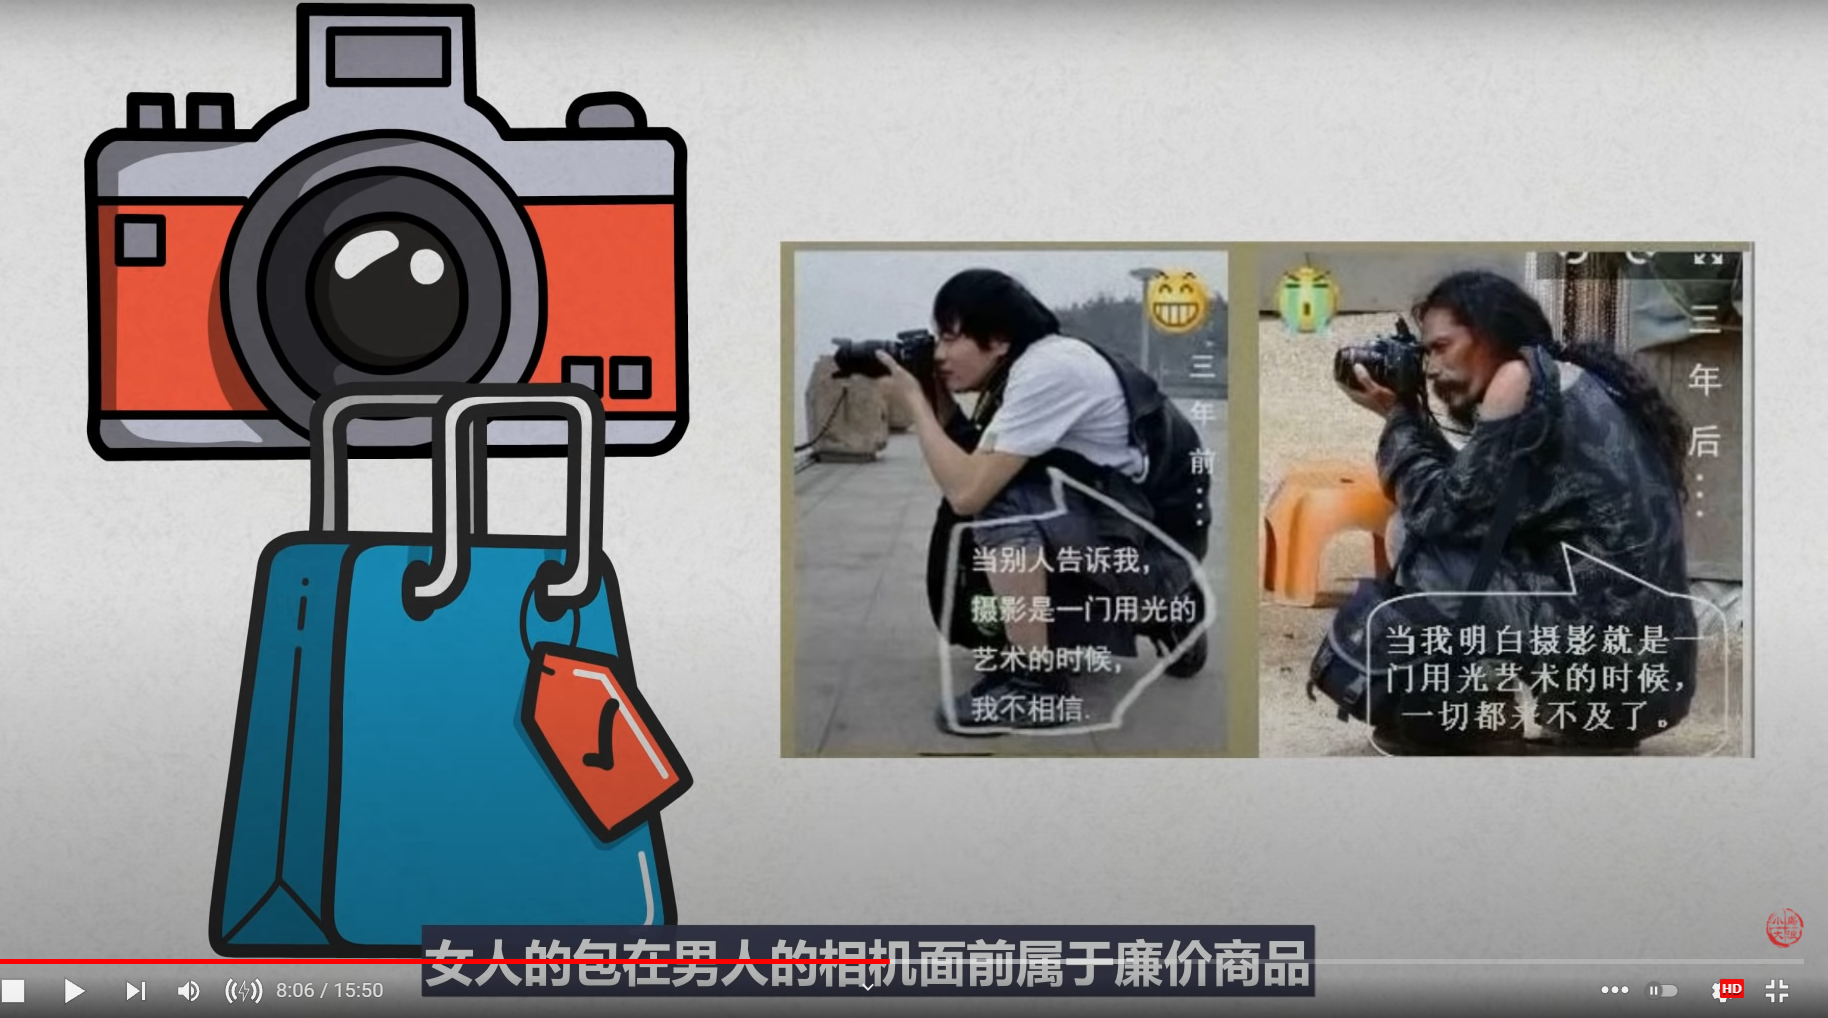 三年前...
当别人告诉我，
摄影是一门用光的
艺术的时候，
我不相信.
三年后...
当我明白摄影就是一
门用光艺术的时候，
一切都来不及了。
女人的包在男人的相机面前属于廉价商品
8:06 / 15:50
HD